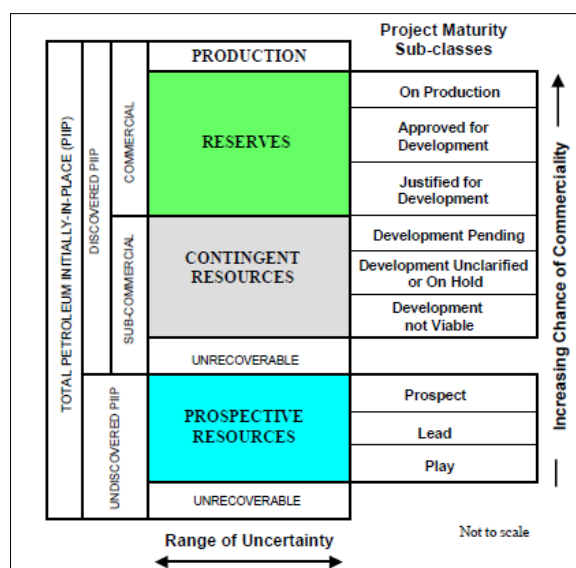 Project Maturity
Sub-classes
PRODUCTION
On Production
RESERVES
Approved for
Development
Justified for
Development
CONTINGENT
RESOURCES
Development Pending
Development Unclarified
or On Hold
Development
not Viable
UNRECOVERABLE
PROSPECTIVE
RESOURCES
Prospect
Lead
Play
UNRECOVERABLE
TOTAL PETROLEUM INITIALLY-IN-PLACE (PIIP)
DISCOVERED PIIP
UNDISCOVERED PIIP
COMMERCIAL
SUB-COMMERCIAL
Increasing Chance of Commerciality
Range of Uncertainty
Not to scale